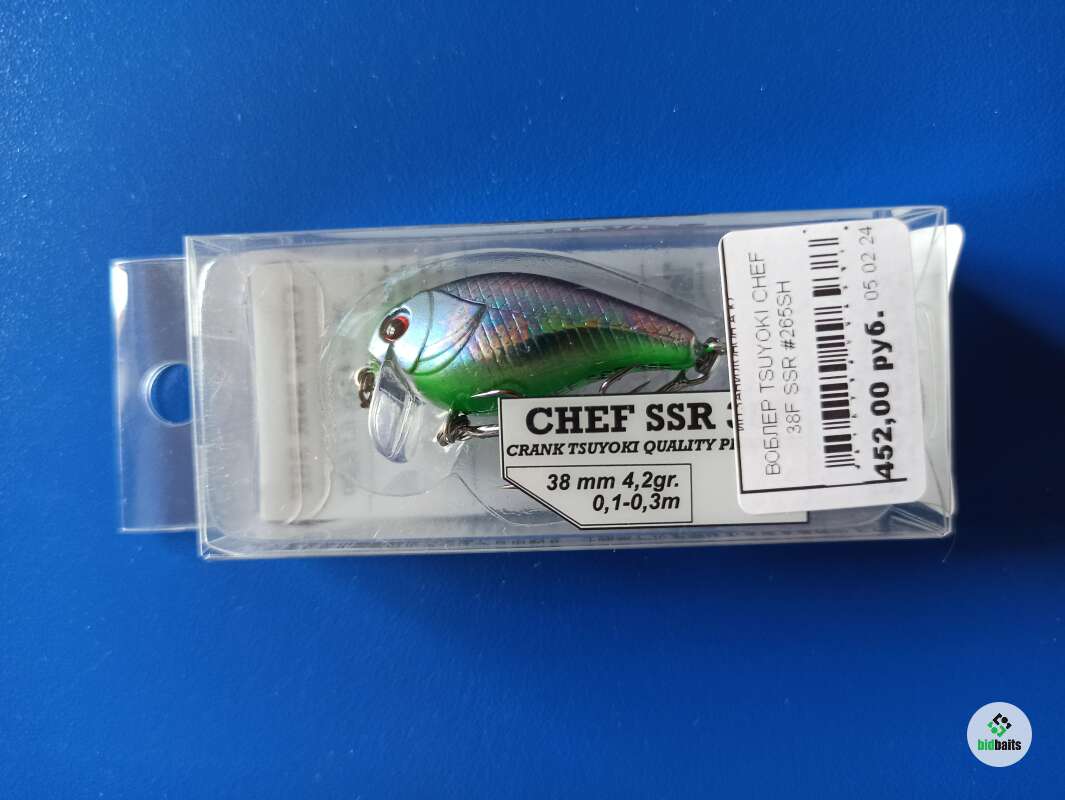 CHEF SSR
CRANK TSUYOKI QUALITY
38 mm 4,2gr.
0,1-0,3m
ВОБЛЕР TSUYOKI CHEF
38F SSR #265SH
452,00 руб. 05 02 24
bidbaits